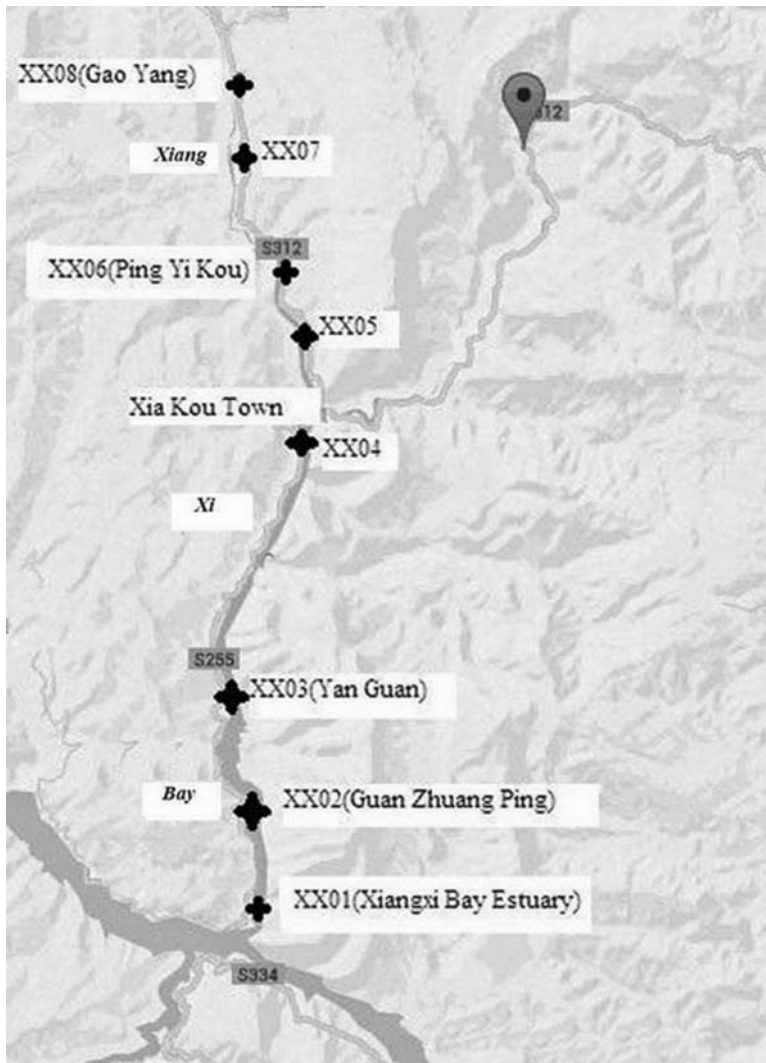 XX08(Gao Yang)
312
Xiang
XX07
S312
XX06(Ping Yi Kou)
XX05
Xia Kou Town
XX04
Xi
S255
XX03(Yan Guan)
Bay
XX02(Guan Zhuang Ping)
XX01(Xiangxi Bay Estuary)
S334